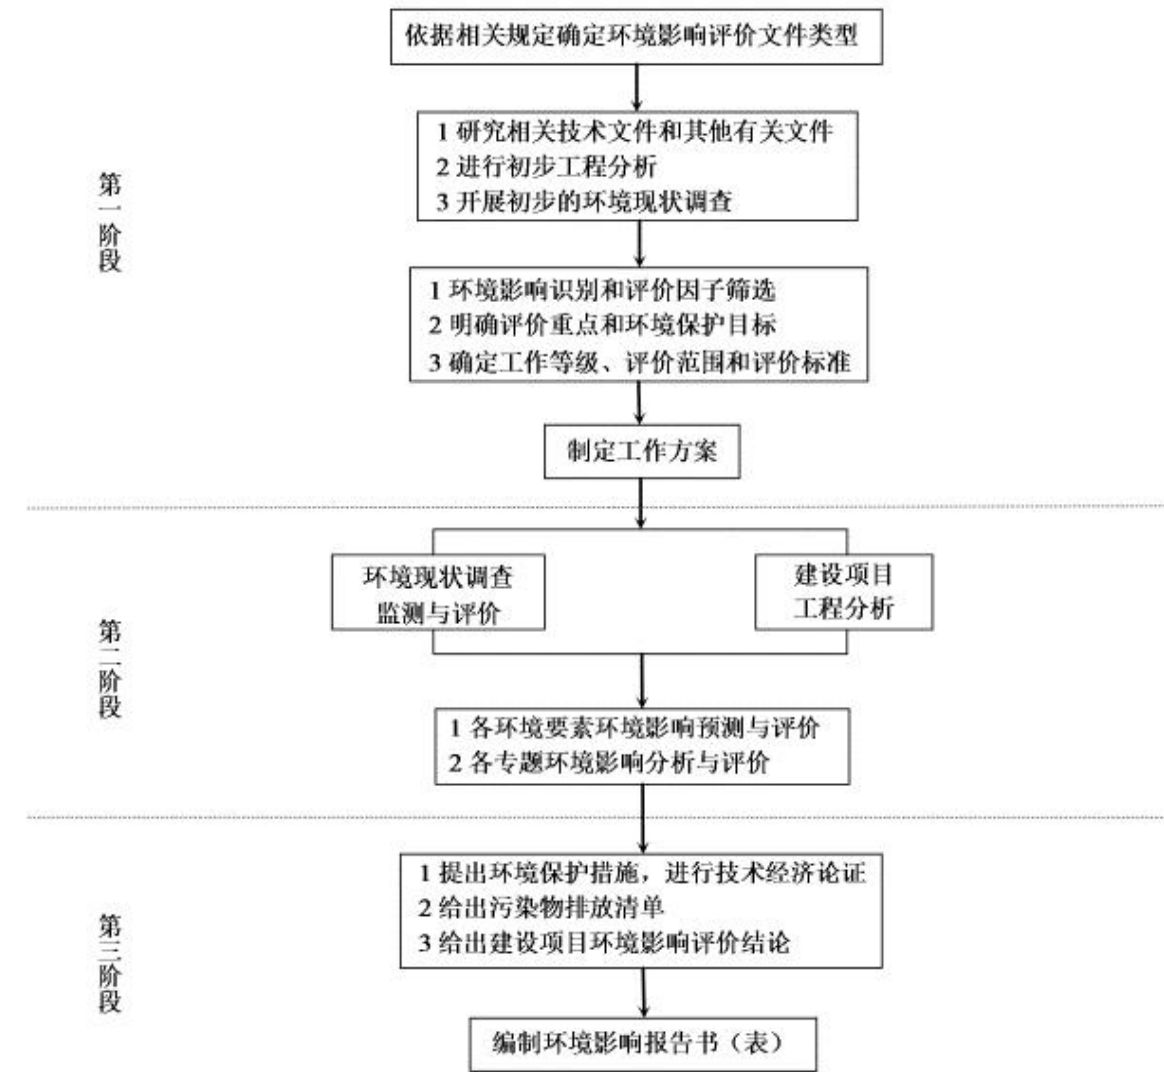 依据相关规定确定环境影响评价文件类型
1 研究相关技术文件和其他有关文件
2 进行初步工程分析
3 开展初步的环境现状调查
第一阶段
1 环境影响识别和评价因子筛选
2 明确评价重点和环境保护目标
3 确定工作等级、评价范围和评价标准
制定工作方案
环境现状调查
监测与评价
建设项目
工程分析
第二阶段
1 各环境要素环境影响预测与评价
2 各专题环境影响分析与评价
1 提出环境保护措施，进行技术经济论证
2 给出污染物排放清单
3 给出建设项目环境影响评价结论
第三阶段
编制环境影响报告书（表）